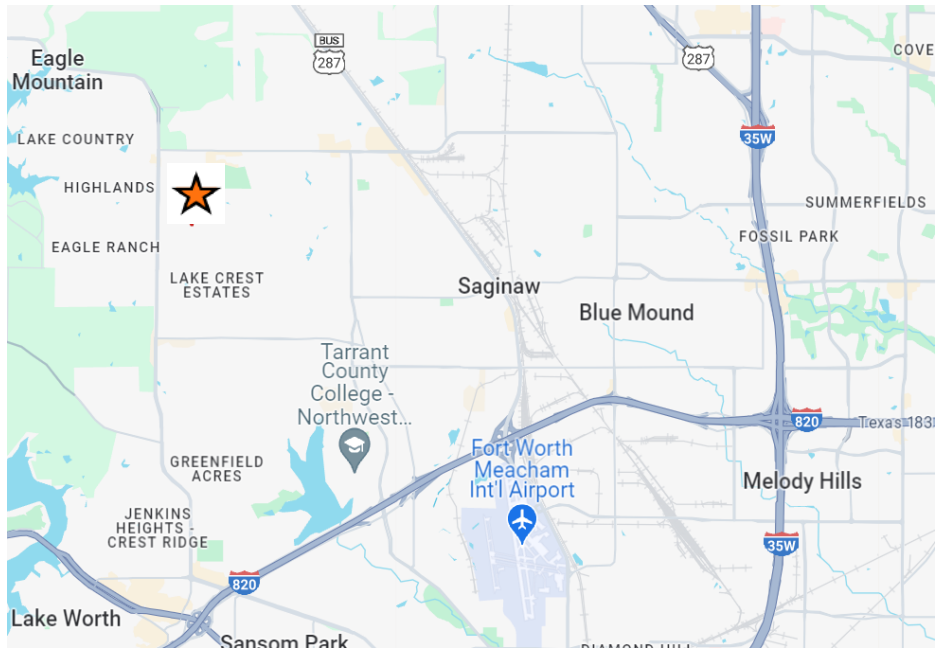 Eagle
Mountain
BUS
287
287
COVE
LAKE COUNTRY
35W
HIGHLANDS
SUMMERFIELDS
FOSSIL PARK
EAGLE RANCH
LAKE CREST
ESTATES
Saginaw
Blue Mound
Tarrant
County
College -
Northwest...
820
Texas 183
Fort Worth
Meacham
Int'l Airport
GREENFIELD
ACRES
Melody Hills
JENKINS
HEIGHTS -
CREST RIDGE
35W
820
Lake Worth
Sansom Park
DIAMOND HILL